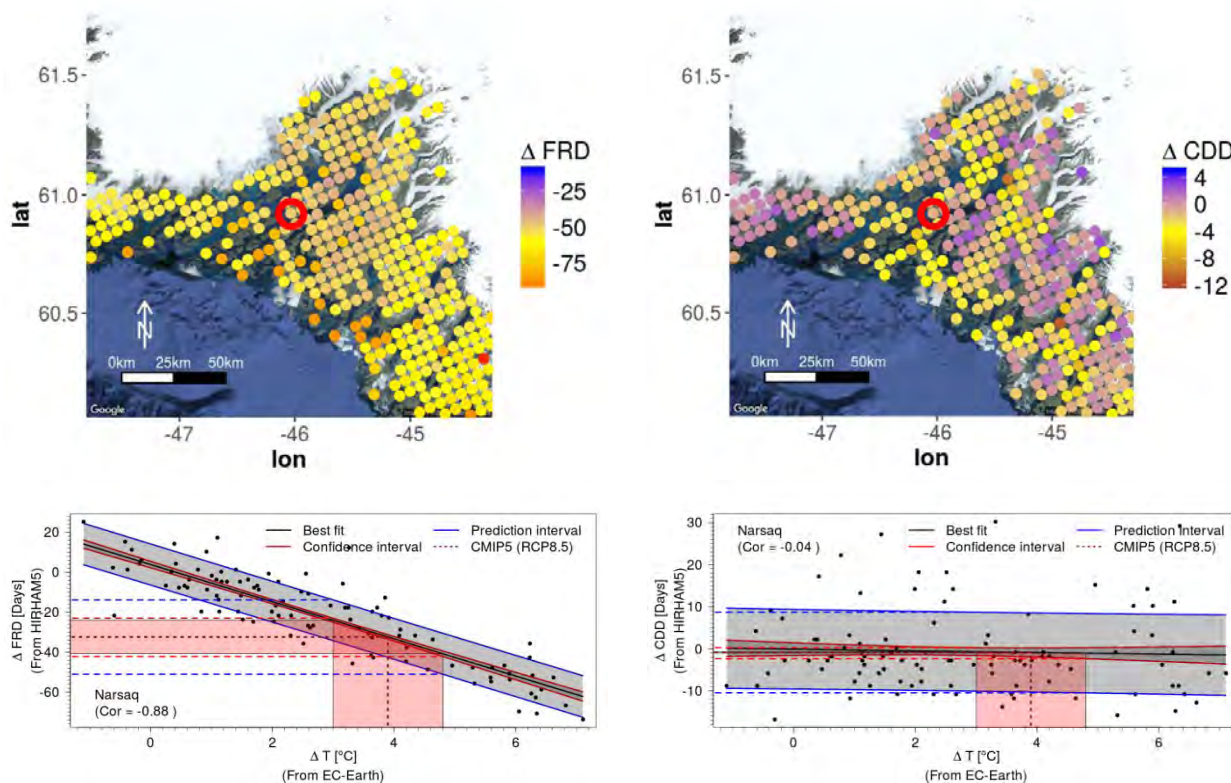 61.5
61.0
60.5
lat
N
0km 25km 50km
Google
-47 -46 -45
lon
Δ FRD
-25
-50
-75
61.5
61.0
60.5
lat
N
0km 25km 50km
Google
-47 -46 -45
lon
Δ CDD
4
0
-4
-8
-12
Δ FRD [Days]
(From HIRHAM5)
20
0
-20
-40
-60
Best fit
Confidence interval
Prediction interval
CMIP5 (RCP8.5)
Narsaq
(Cor = -0.88 )
0 2 4 6
Δ T [°C]
(From EC-Earth)
Δ CDD [Days]
(From HIRHAM5)
30
20
10
0
-10
Narsaq
(Cor = -0.04 )
Best fit
Confidence interval
Prediction interval
CMIP5 (RCP8.5)
0 2 4 6
Δ T [°C]
(From EC-Earth)